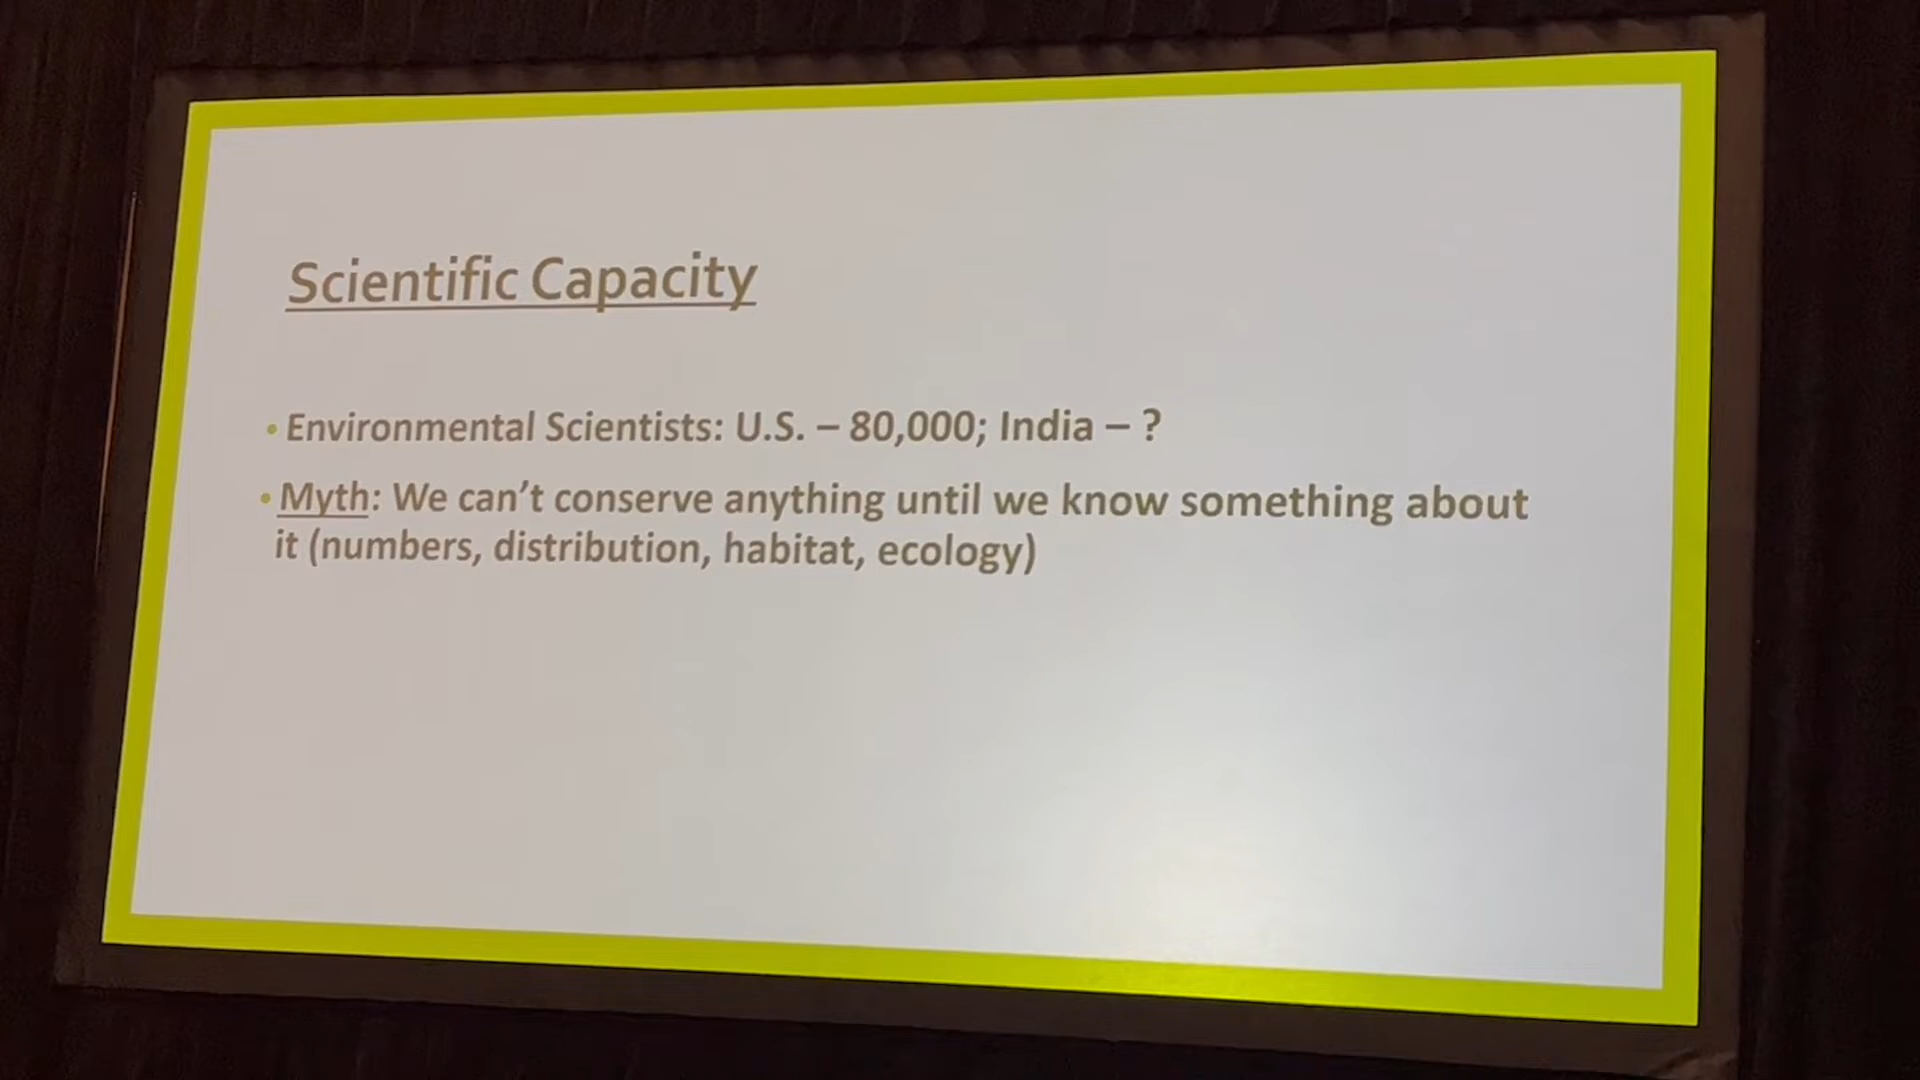 Scientific Capacity
• Environmental Scientists: U.S. – 80,000; India – ?
• Myth: We can’t conserve anything until we know something about
it (numbers, distribution, habitat, ecology)